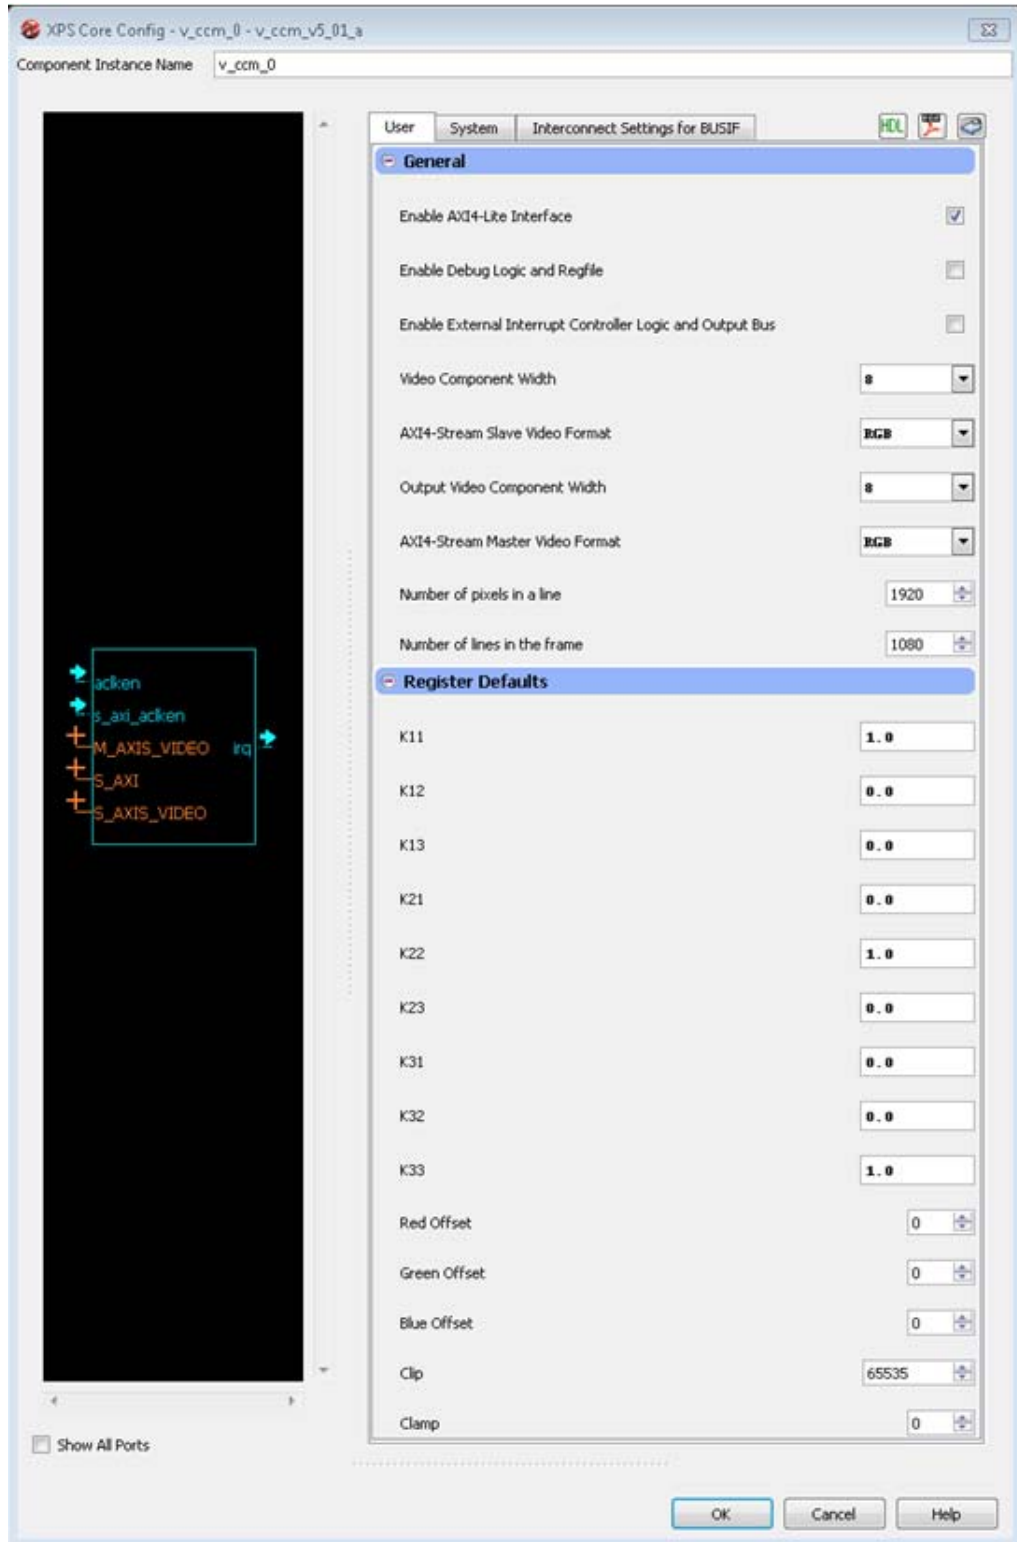 XPS Core Config - v_ccm_0 - v_ccm_v5_01_a
Component Instance Name v_ccm_0
User System Interconnect Settings for BUSIF HDL
General
Enable AXI4-Lite Interface
Enable Debug Logic and Regfile
Enable External Interrupt Controller Logic and Output Bus
Video Component Width 8
AXI4-Stream Slave Video Format RGB
Output Video Component Width 8
AXI4-Stream Master Video Format RGB
Number of pixels in a line 1920
Number of lines in the frame 1080
aclken
s_axi_aclken
M_AXIS_VIDEO irq
S_AXI
S_AXIS_VIDEO
Register Defaults
K11 1.0
K12 0.0
K13 0.0
K21 0.0
K22 1.0
K23 0.0
K31 0.0
K32 0.0
K33 1.0
Red Offset 0
Green Offset 0
Blue Offset 0
Clip 65535
Clamp 0
Show All Ports
OK Cancel Help